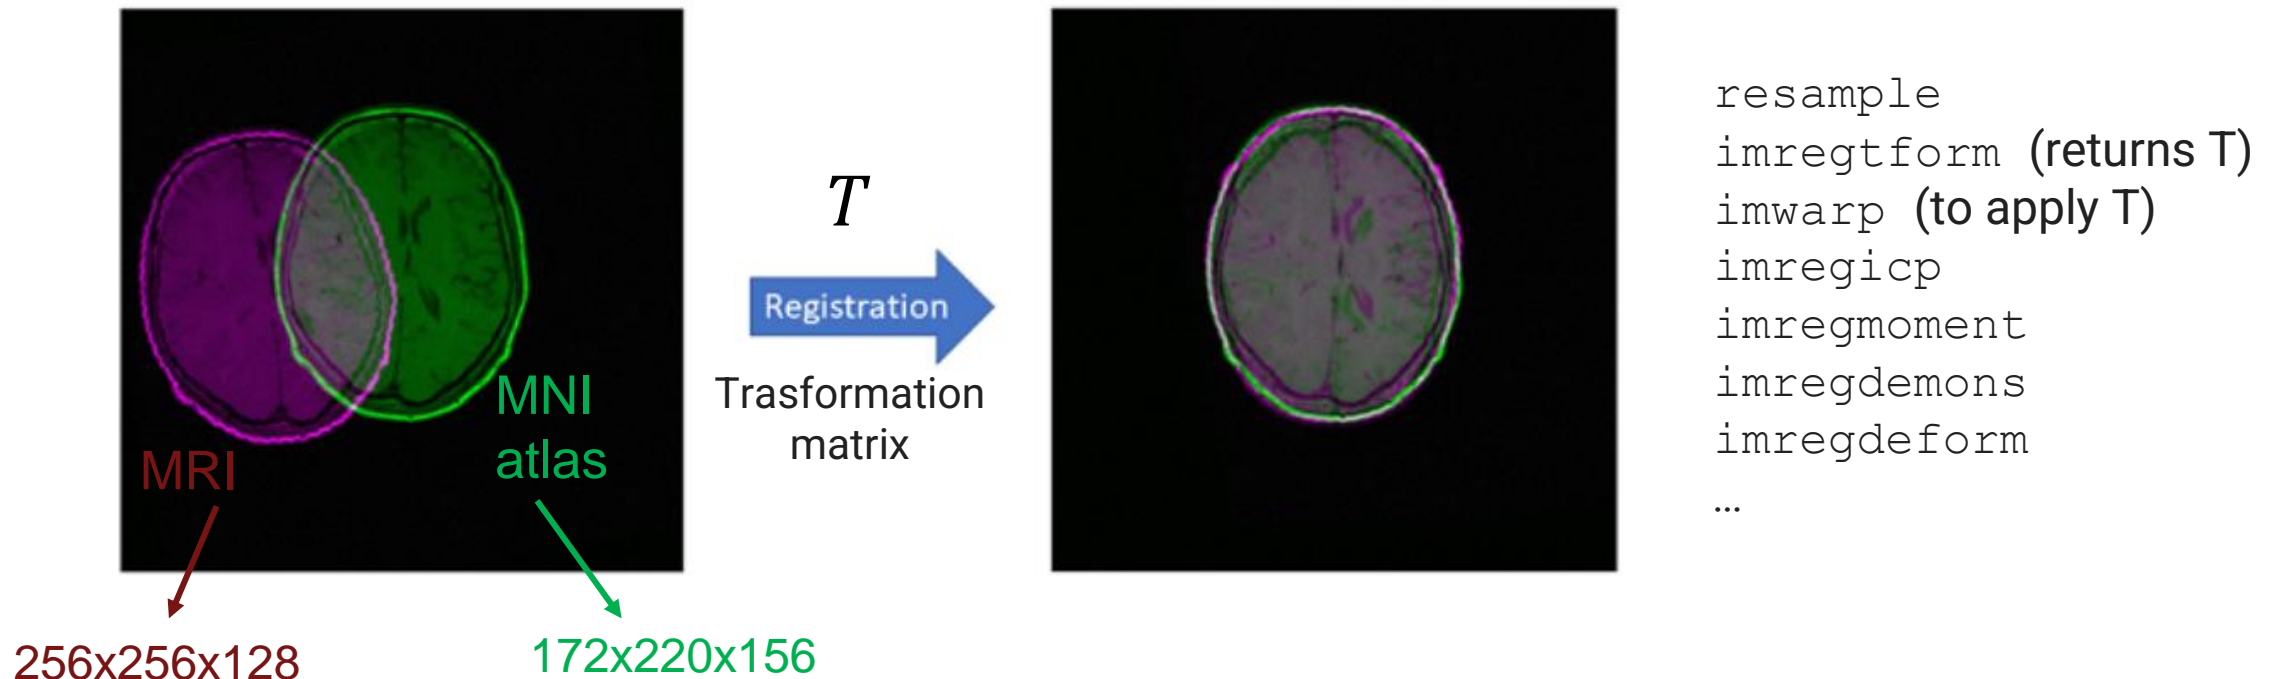 MRI
MNI
atlas
256x256x128
172x220x156
T
Registration
Trasformation
matrix
resample
imregtform (returns T)
imwarp (to apply T)
imregicp
imregmoment
imregdemons
imregdeform
…